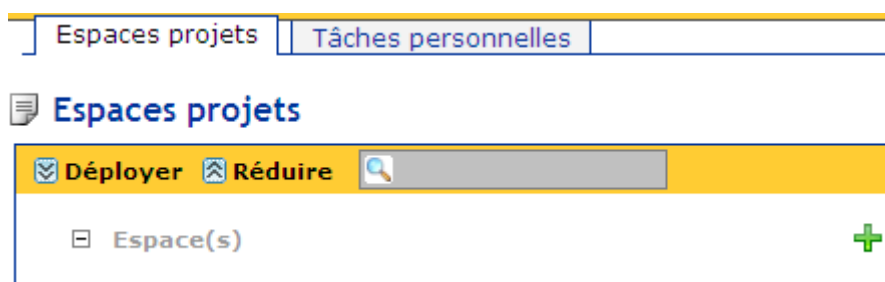 Espaces projets Tâches personnelles
Espaces projets
Déployer Réduire
Espace(s)